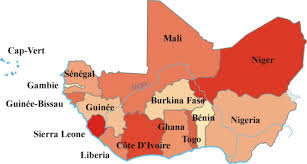 Mali
Niger
Cap-Vert
Sénégal
Gambie
Guinée-Bissau
Guinée
Burkina Faso
Bénin
Nigeria
Ghana
Togo
Sierra Leone
Côte D'Ivoire
Liberia